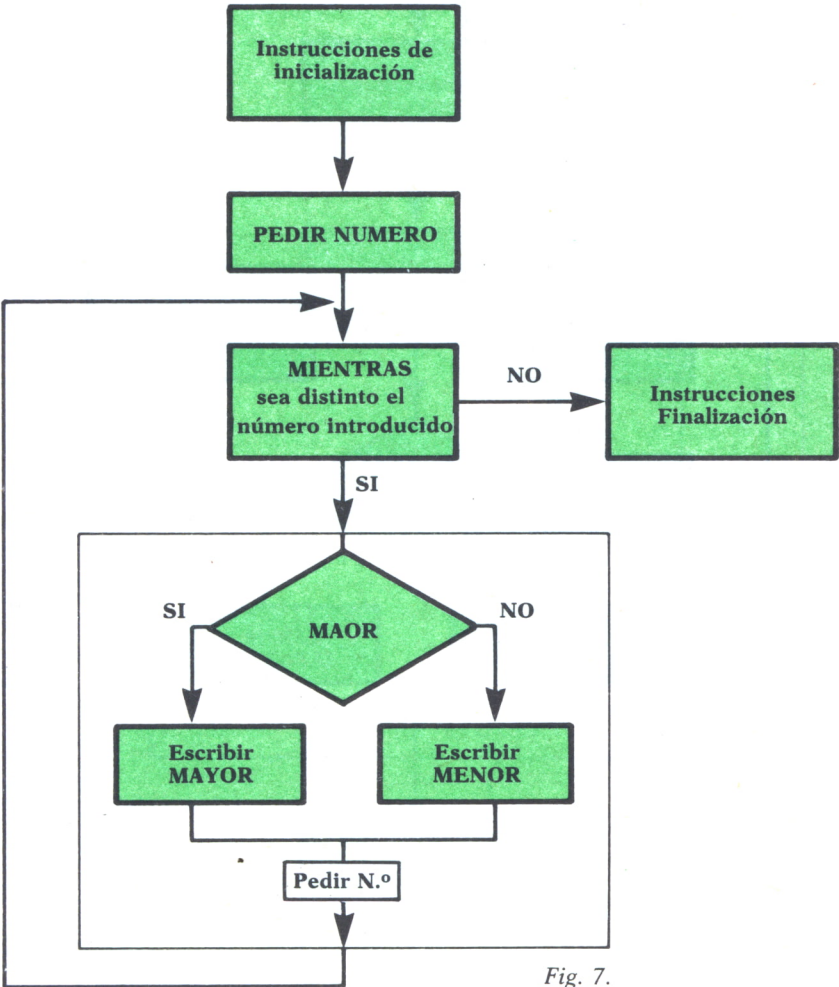 Instrucciones de
inicialización
PEDIR NUMERO
MIENTRAS
sea distinto el
número introducido
NO
Instrucciones
Finalización
SI
SI
MAOR
NO
Escribir
MAYOR
Escribir
MENOR
Pedir N.º
Fig. 7.